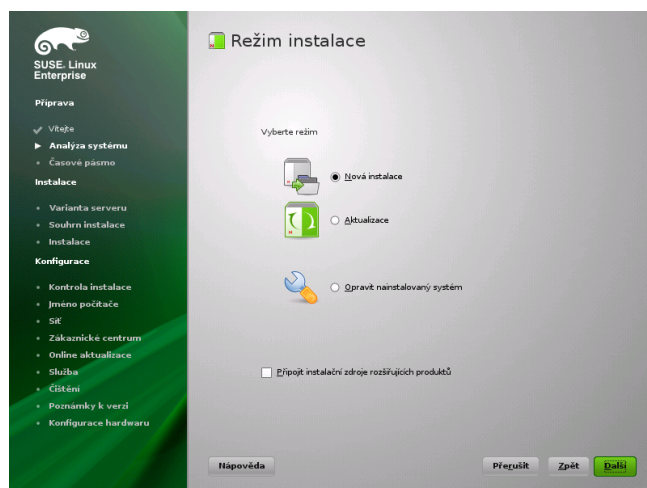 SUSE. Linux
Enterprise
Příprava
Vítejte
Analýza systému
Časové pásmo
Instalace
Varianta serveru
Souhrn instalace
Instalace
Konfigurace
Kontrola instalace
Jméno počítače
Síť
Zákaznické centrum
Online aktualizace
Služba
Čištění
Poznámky k verzi
Konfigurace hardwaru
Režim instalace
Vyberte režim
Nová instalace
Aktualizace
Opravit nainstalovaný systém
Připojit instalační zdroje rozšiřujících produktů
Nápověda
Přerušit
Zpět
Další